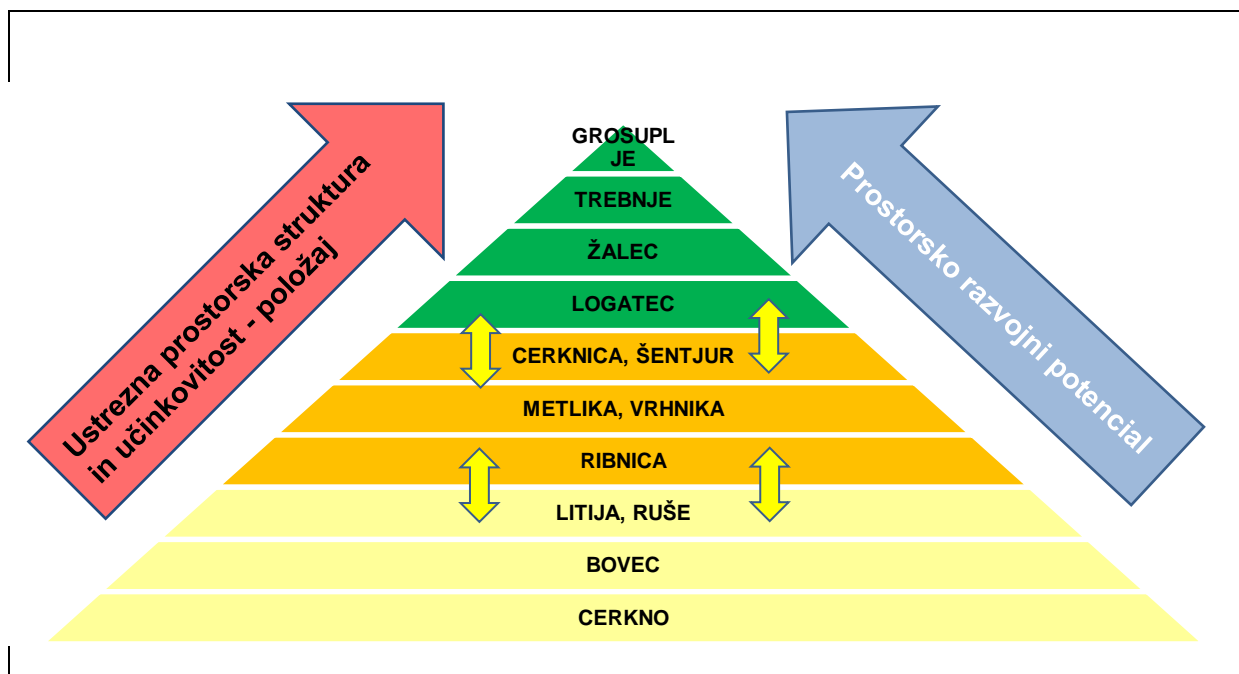 Ustrezna prostorska struktura
in učinkovitost - položaj
Prostorsko razvojni potencial
GROSUPL
JE
TREBNJE
ŽALEC
LOGATEC
CERKNICA, ŠENTJUR
METLIKA, VRHNIKA
RIBNICA
LITIJA, RUŠE
BOVEC
CERKNO